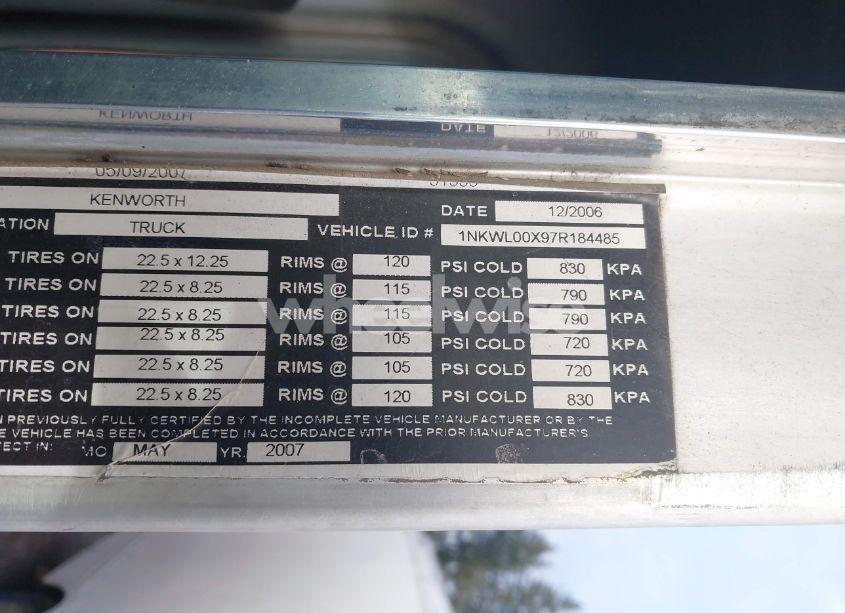 KENWORTH DATE 12/2006
05/09/2007
KENWORTH DATE 12/2006
ATION TRUCK VEHICLE ID # 1NKWL00X97R184485
TIRES ON 22.5 x 12.25 RIMS @ 120 PSI COLD 830 KPA
TIRES ON 22.5 x 8.25 RIMS @ 115 PSI COLD 790 KPA
TIRES ON 22.5 x 8.25 RIMS @ 115 PSI COLD 790 KPA
TIRES ON 22.5 x 8.25 RIMS @ 105 PSI COLD 720 KPA
TIRES ON 22.5 x 8.25 RIMS @ 105 PSI COLD 720 KPA
TIRES ON 22.5 x 8.25 RIMS @ 120 PSI COLD 830 KPA
N PREVIOUSLY FULLY CERTIFIED BY THE INCOMPLETE VEHICLE MANUFACTURER OR BY THE
E VEHICLE HAS BEEN COMPLETED IN ACCORDANCE WITH THE PRIOR MANUFACTURER'S
FECT IN: MO. MAY YR. 2007
wheelwise